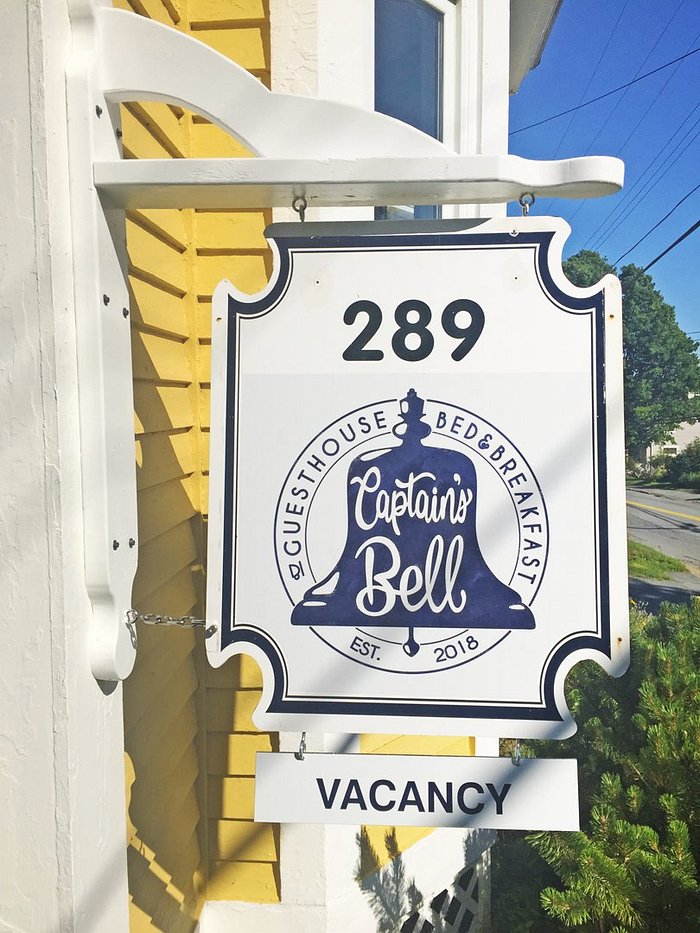 289
GUESTHOUSE BED & BREAKFAST
Captain's
Bell
EST. 2018
VACANCY